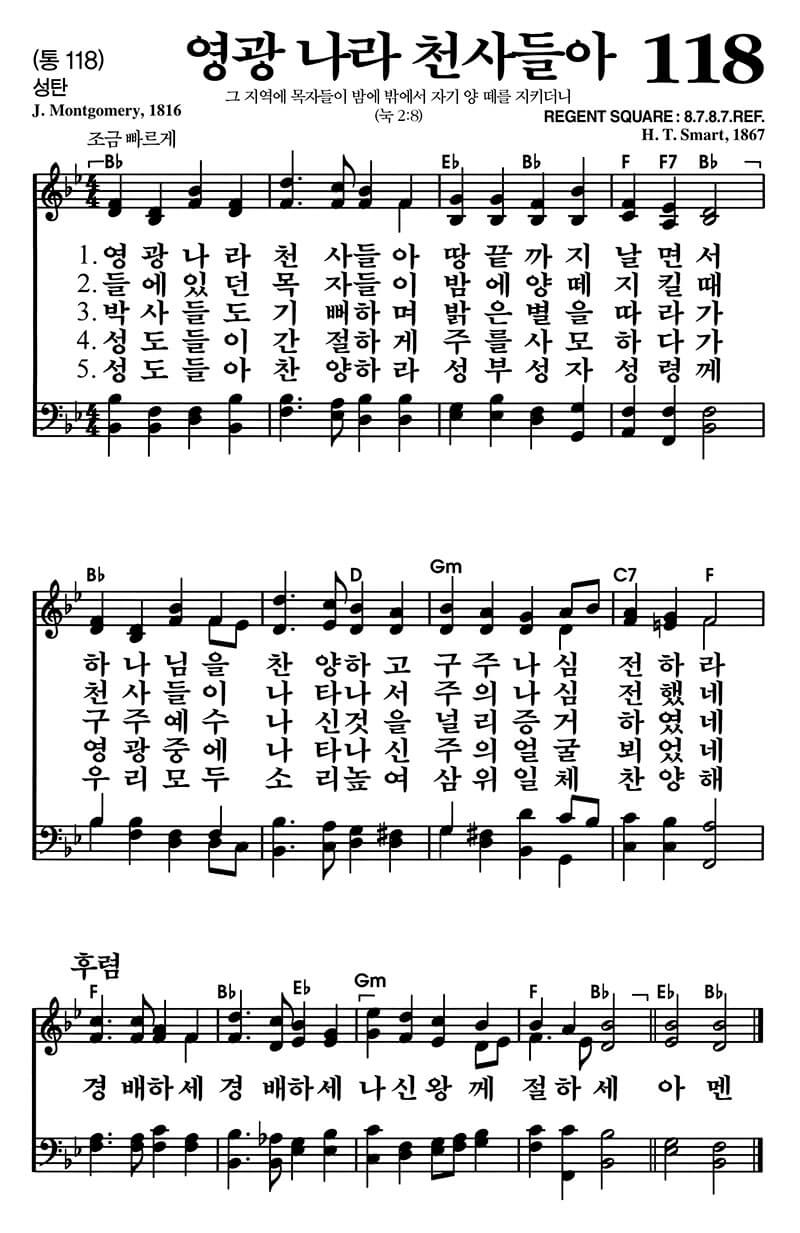 (통 118)
영광 나라 천사들아 118
성탄
그 지역에 목자들이 밤에 밖에서 자기 양 떼를 지키더니
J. Montgomery, 1816
(눅 2:8)
REGENT SQUARE : 8.7.8.7.REF.
H. T. Smart, 1867
조금 빠르게
B♭ E♭ B♭ F F7 B♭
1. 영 광 나 라 천 사들 아 땅 끝 까 지 날 면 서
2. 들 에 있 던 목 자들 이 밤 에 양 떼 지 킬 때
3. 박 사 들 도 기 뻐하 며 밝 은 별 을 따 라 가
4. 성 도 들 이 간 절하 게 주 를 사 모 하 다 가
5. 성 도 들 아 찬 양하 라 성 부 성 자 성 령 께
B♭ D Gm C7 F
하 나 님 을 찬 양하 고 구 주 나 심 전 하 라
천 사 들 이 나 타나 서 주 의 나 심 전 했 네
구 주 예 수 나 신것 을 널 리 증 거 하 였 네
영 광 중 에 나 타나 신 주 의 얼 굴 뵈 었 네
우 리 모 두 소 리높 여 삼 위 일 체 찬 양 해
후렴
F B♭ E♭ Gm F B♭ E♭ B♭
경 배하 세 경 배하 세 나 신 왕 께 절 하 세 아 멘